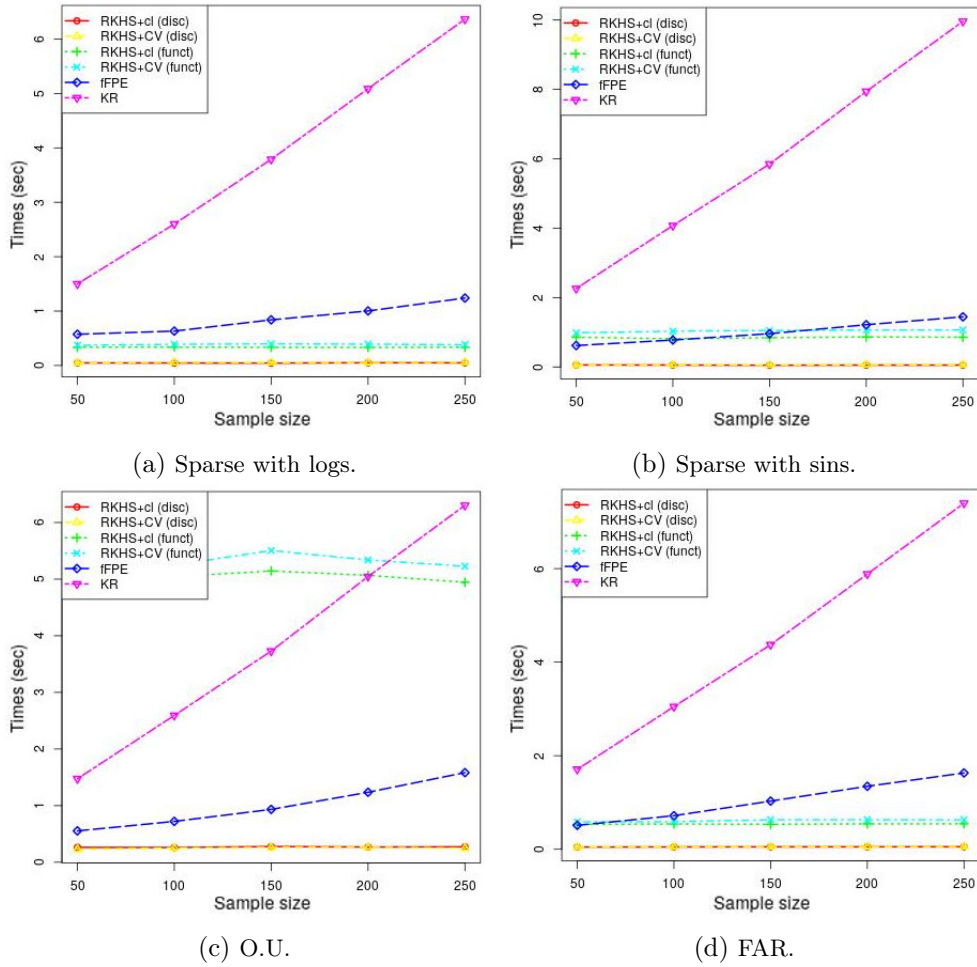 RKHS+cl (disc)
RKHS+CV (disc)
RKHS+cl (funct)
RKHS+CV (funct)
fFPE
KR
Times (sec)
0 1 2 3 4 5 6
50 100 150 200 250
Sample size
(a) Sparse with logs.
RKHS+cl (disc)
RKHS+CV (disc)
RKHS+cl (funct)
RKHS+CV (funct)
fFPE
KR
Times (sec)
0 2 4 6 8 10
50 100 150 200 250
Sample size
(b) Sparse with sins.
RKHS+cl (disc)
RKHS+CV (disc)
RKHS+cl (funct)
RKHS+CV (funct)
fFPE
KR
Times (sec)
0 1 2 3 4 5 6
50 100 150 200 250
Sample size
(c) O.U.
RKHS+cl (disc)
RKHS+CV (disc)
RKHS+cl (funct)
RKHS+CV (funct)
fFPE
KR
Times (sec)
0 2 4 6
50 100 150 200 250
Sample size
(d) FAR.